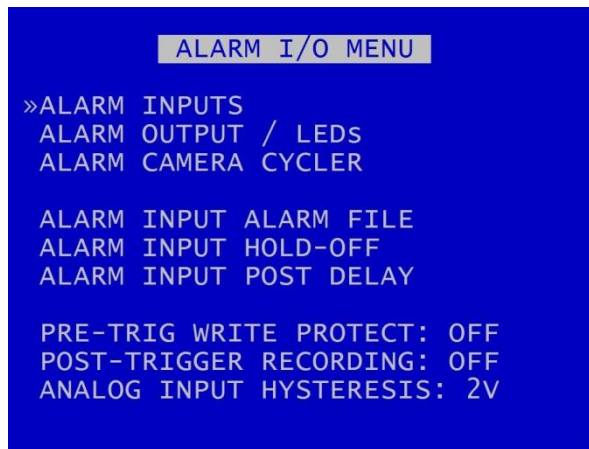 ALARM I/O MENU
»ALARM INPUTS
ALARM OUTPUT / LEDs
ALARM CAMERA CYCLER
ALARM INPUT ALARM FILE
ALARM INPUT HOLD-OFF
ALARM INPUT POST DELAY
PRE-TRIG WRITE PROTECT: OFF
POST-TRIGGER RECORDING: OFF
ANALOG INPUT HYSTERESIS: 2V